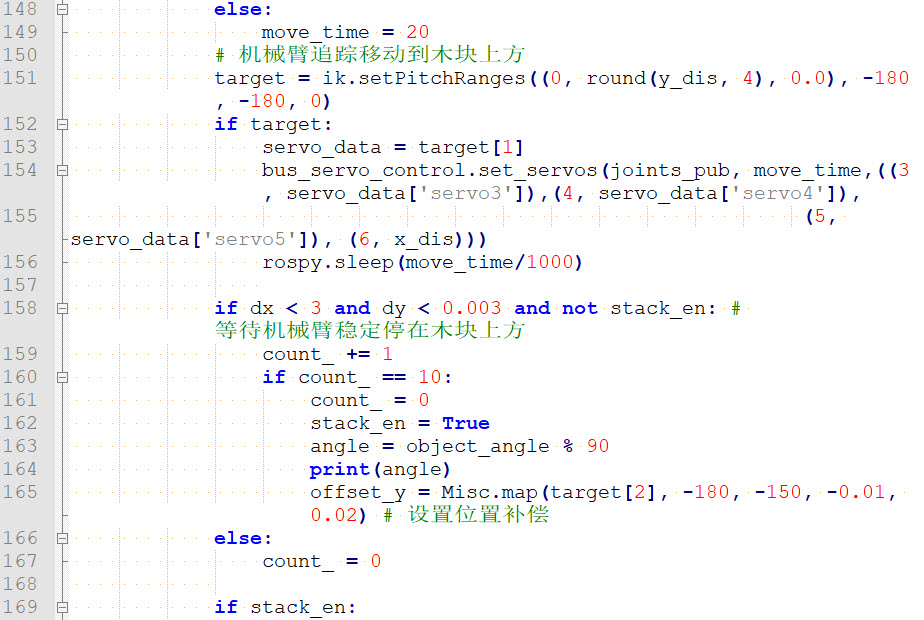 148 else:
149 move_time = 20
150 # 机械臂追踪移动到木块上方
151 target = ik.setPitchRanges((0, round(y_dis, 4), 0.0), -180
, -180, 0)
152 if target:
153 servo_data = target[1]
154 bus_servo_control.set_servos(joints_pub, move_time,((3
, servo_data['servo3']),(4, servo_data['servo4']),
155 (5,
servo_data['servo5']), (6, x_dis)))
156 rospy.sleep(move_time/1000)
157
158 if dx < 3 and dy < 0.003 and not stack_en: #
等待机械臂稳定停在木块上方
159 count_ += 1
160 if count_ == 10:
161 count_ = 0
162 stack_en = True
163 angle = object_angle % 90
164 print(angle)
165 offset_y = Misc.map(target[2], -180, -150, -0.01,
0.02) # 设置位置补偿
166 else:
167 count_ = 0
168
169 if stack_en: